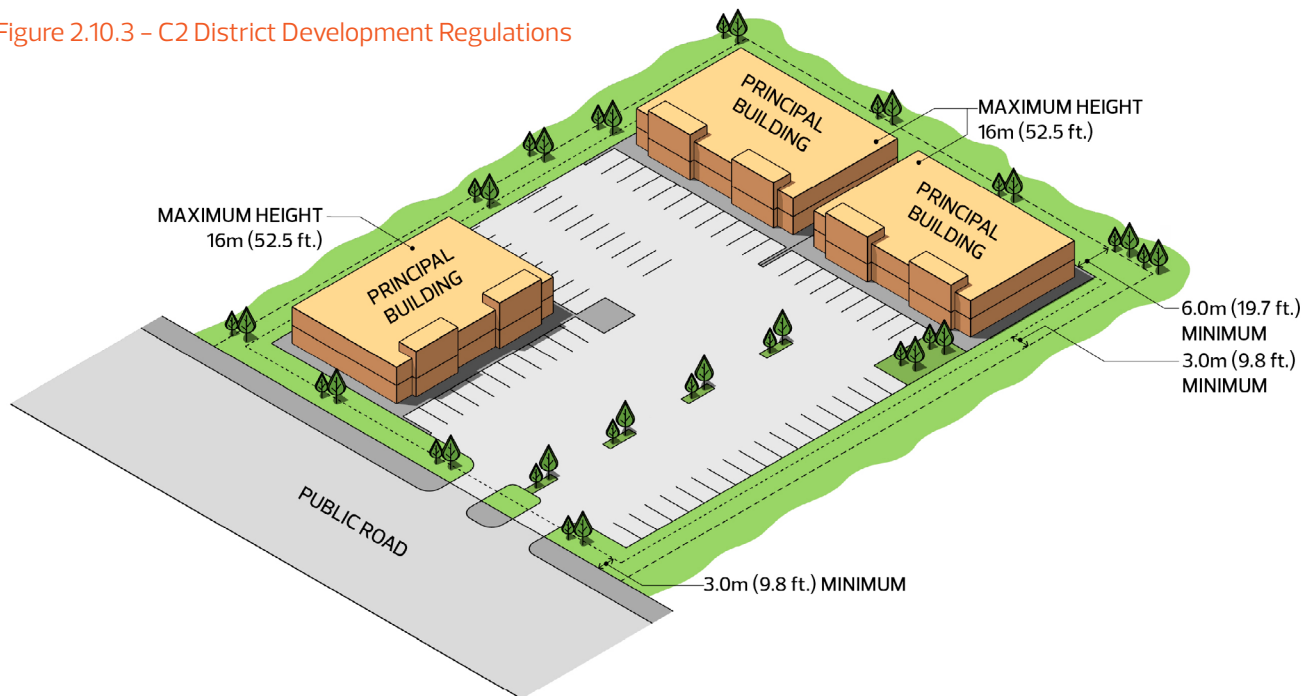 Figure 2.10.3 – C2 District Development Regulations
PRINCIPAL
BUILDING
MAXIMUM HEIGHT
16m (52.5 ft.)
PRINCIPAL
BUILDING
MAXIMUM HEIGHT
16m (52.5 ft.)
PRINCIPAL
BUILDING
6.0m (19.7 ft.)
MINIMUM
3.0m (9.8 ft.)
MINIMUM
PUBLIC ROAD
3.0m (9.8 ft.) MINIMUM